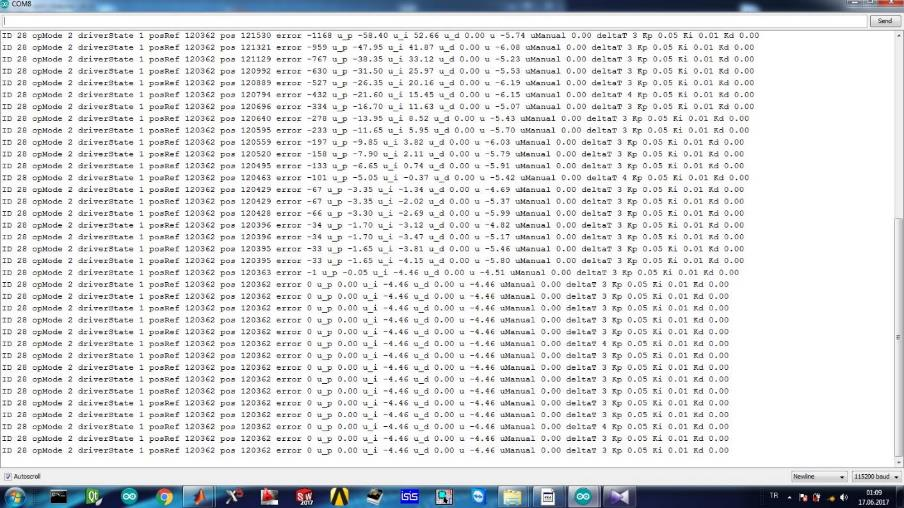 COM8
Send
ID 28 opMode 2 driverState 1 posRef 120362 pos 121530 error -1168 u_p -58.40 u_i 52.66 u_d 0.00 u -5.74 uManual 0.00 deltaT 3 Kp 0.05 Ki 0.01 Kd 0.00
ID 28 opMode 2 driverState 1 posRef 120362 pos 121321 error -959 u_p -47.95 u_i 41.87 u_d 0.00 u -6.08 uManual 0.00 deltaT 3 Kp 0.05 Ki 0.01 Kd 0.00
ID 28 opMode 2 driverState 1 posRef 120362 pos 121129 error -767 u_p -38.35 u_i 33.12 u_d 0.00 u -5.23 uManual 0.00 deltaT 3 Kp 0.05 Ki 0.01 Kd 0.00
ID 28 opMode 2 driverState 1 posRef 120362 pos 120992 error -630 u_p -31.50 u_i 25.97 u_d 0.00 u -5.53 uManual 0.00 deltaT 3 Kp 0.05 Ki 0.01 Kd 0.00
ID 28 opMode 2 driverState 1 posRef 120362 pos 120889 error -527 u_p -26.35 u_i 20.16 u_d 0.00 u -6.19 uManual 0.00 deltaT 3 Kp 0.05 Ki 0.01 Kd 0.00
ID 28 opMode 2 driverState 1 posRef 120362 pos 120794 error -432 u_p -21.60 u_i 15.45 u_d 0.00 u -6.15 uManual 0.00 deltaT 4 Kp 0.05 Ki 0.01 Kd 0.00
ID 28 opMode 2 driverState 1 posRef 120362 pos 120696 error -334 u_p -16.70 u_i 11.63 u_d 0.00 u -5.07 uManual 0.00 deltaT 3 Kp 0.05 Ki 0.01 Kd 0.00
ID 28 opMode 2 driverState 1 posRef 120362 pos 120640 error -278 u_p -13.95 u_i 8.52 u_d 0.00 u -5.43 uManual 0.00 deltaT 3 Kp 0.05 Ki 0.01 Kd 0.00
ID 28 opMode 2 driverState 1 posRef 120362 pos 120595 error -233 u_p -11.65 u_i 5.95 u_d 0.00 u -5.70 uManual 0.00 deltaT 3 Kp 0.05 Ki 0.01 Kd 0.00
ID 28 opMode 2 driverState 1 posRef 120362 pos 120559 error -197 u_p -9.85 u_i 3.82 u_d 0.00 u -6.03 uManual 0.00 deltaT 3 Kp 0.05 Ki 0.01 Kd 0.00
ID 28 opMode 2 driverState 1 posRef 120362 pos 120520 error -158 u_p -7.90 u_i 2.11 u_d 0.00 u -5.79 uManual 0.00 deltaT 3 Kp 0.05 Ki 0.01 Kd 0.00
ID 28 opMode 2 driverState 1 posRef 120362 pos 120495 error -133 u_p -6.65 u_i 0.74 u_d 0.00 u -5.91 uManual 0.00 deltaT 3 Kp 0.05 Ki 0.01 Kd 0.00
ID 28 opMode 2 driverState 1 posRef 120362 pos 120463 error -101 u_p -5.05 u_i -0.37 u_d 0.00 u -5.42 uManual 0.00 deltaT 4 Kp 0.05 Ki 0.01 Kd 0.00
ID 28 opMode 2 driverState 1 posRef 120362 pos 120429 error -67 u_p -3.35 u_i -1.34 u_d 0.00 u -4.69 uManual 0.00 deltaT 3 Kp 0.05 Ki 0.01 Kd 0.00
ID 28 opMode 2 driverState 1 posRef 120362 pos 120429 error -67 u_p -3.35 u_i -2.02 u_d 0.00 u -5.37 uManual 0.00 deltaT 3 Kp 0.05 Ki 0.01 Kd 0.00
ID 28 opMode 2 driverState 1 posRef 120362 pos 120428 error -66 u_p -3.30 u_i -2.69 u_d 0.00 u -5.99 uManual 0.00 deltaT 3 Kp 0.05 Ki 0.01 Kd 0.00
ID 28 opMode 2 driverState 1 posRef 120362 pos 120396 error -34 u_p -1.70 u_i -3.12 u_d 0.00 u -4.82 uManual 0.00 deltaT 3 Kp 0.05 Ki 0.01 Kd 0.00
ID 28 opMode 2 driverState 1 posRef 120362 pos 120396 error -34 u_p -1.70 u_i -3.47 u_d 0.00 u -5.17 uManual 0.00 deltaT 3 Kp 0.05 Ki 0.01 Kd 0.00
ID 28 opMode 2 driverState 1 posRef 120362 pos 120395 error -33 u_p -1.65 u_i -3.81 u_d 0.00 u -5.46 uManual 0.00 deltaT 3 Kp 0.05 Ki 0.01 Kd 0.00
ID 28 opMode 2 driverState 1 posRef 120362 pos 120395 error -33 u_p -1.65 u_i -4.15 u_d 0.00 u -5.80 uManual 0.00 deltaT 3 Kp 0.05 Ki 0.01 Kd 0.00
ID 28 opMode 2 driverState 1 posRef 120362 pos 120363 error -1 u_p -0.05 u_i -4.46 u_d 0.00 u -4.51 uManual 0.00 deltaT 3 Kp 0.05 Ki 0.01 Kd 0.00
ID 28 opMode 2 driverState 1 posRef 120362 pos 120362 error 0 u_p 0.00 u_i -4.46 u_d 0.00 u -4.46 uManual 0.00 deltaT 3 Kp 0.05 Ki 0.01 Kd 0.00
ID 28 opMode 2 driverState 1 posRef 120362 pos 120362 error 0 u_p 0.00 u_i -4.46 u_d 0.00 u -4.46 uManual 0.00 deltaT 3 Kp 0.05 Ki 0.01 Kd 0.00
ID 28 opMode 2 driverState 1 posRef 120362 pos 120362 error 0 u_p 0.00 u_i -4.46 u_d 0.00 u -4.46 uManual 0.00 deltaT 3 Kp 0.05 Ki 0.01 Kd 0.00
ID 28 opMode 2 driverState 1 posRef 120362 pos 120362 error 0 u_p 0.00 u_i -4.46 u_d 0.00 u -4.46 uManual 0.00 deltaT 3 Kp 0.05 Ki 0.01 Kd 0.00
ID 28 opMode 2 driverState 1 posRef 120362 pos 120362 error 0 u_p 0.00 u_i -4.46 u_d 0.00 u -4.46 uManual 0.00 deltaT 3 Kp 0.05 Ki 0.01 Kd 0.00
ID 28 opMode 2 driverState 1 posRef 120362 pos 120362 error 0 u_p 0.00 u_i -4.46 u_d 0.00 u -4.46 uManual 0.00 deltaT 4 Kp 0.05 Ki 0.01 Kd 0.00
ID 28 opMode 2 driverState 1 posRef 120362 pos 120362 error 0 u_p 0.00 u_i -4.46 u_d 0.00 u -4.46 uManual 0.00 deltaT 3 Kp 0.05 Ki 0.01 Kd 0.00
ID 28 opMode 2 driverState 1 posRef 120362 pos 120362 error 0 u_p 0.00 u_i -4.46 u_d 0.00 u -4.46 uManual 0.00 deltaT 3 Kp 0.05 Ki 0.01 Kd 0.00
ID 28 opMode 2 driverState 1 posRef 120362 pos 120362 error 0 u_p 0.00 u_i -4.46 u_d 0.00 u -4.46 uManual 0.00 deltaT 3 Kp 0.05 Ki 0.01 Kd 0.00
ID 28 opMode 2 driverState 1 posRef 120362 pos 120362 error 0 u_p 0.00 u_i -4.46 u_d 0.00 u -4.46 uManual 0.00 deltaT 3 Kp 0.05 Ki 0.01 Kd 0.00
ID 28 opMode 2 driverState 1 posRef 120362 pos 120362 error 0 u_p 0.00 u_i -4.46 u_d 0.00 u -4.46 uManual 0.00 deltaT 3 Kp 0.05 Ki 0.01 Kd 0.00
ID 28 opMode 2 driverState 1 posRef 120362 pos 120362 error 0 u_p 0.00 u_i -4.46 u_d 0.00 u -4.46 uManual 0.00 deltaT 3 Kp 0.05 Ki 0.01 Kd 0.00
ID 28 opMode 2 driverState 1 posRef 120362 pos 120362 error 0 u_p 0.00 u_i -4.46 u_d 0.00 u -4.46 uManual 0.00 deltaT 4 Kp 0.05 Ki 0.01 Kd 0.00
ID 28 opMode 2 driverState 1 posRef 120362 pos 120362 error 0 u_p 0.00 u_i -4.46 u_d 0.00 u -4.46 uManual 0.00 deltaT 3 Kp 0.05 Ki 0.01 Kd 0.00
ID 28 opMode 2 driverState 1 posRef 120362 pos 120362 error 0 u_p 0.00 u_i -4.46 u_d 0.00 u -4.46 uManual 0.00 deltaT 3 Kp 0.05 Ki 0.01 Kd 0.00
Autoscroll
Newline
115200 baud
Qt
SW
2017
ISIS
TR
01:09
17.06.2017